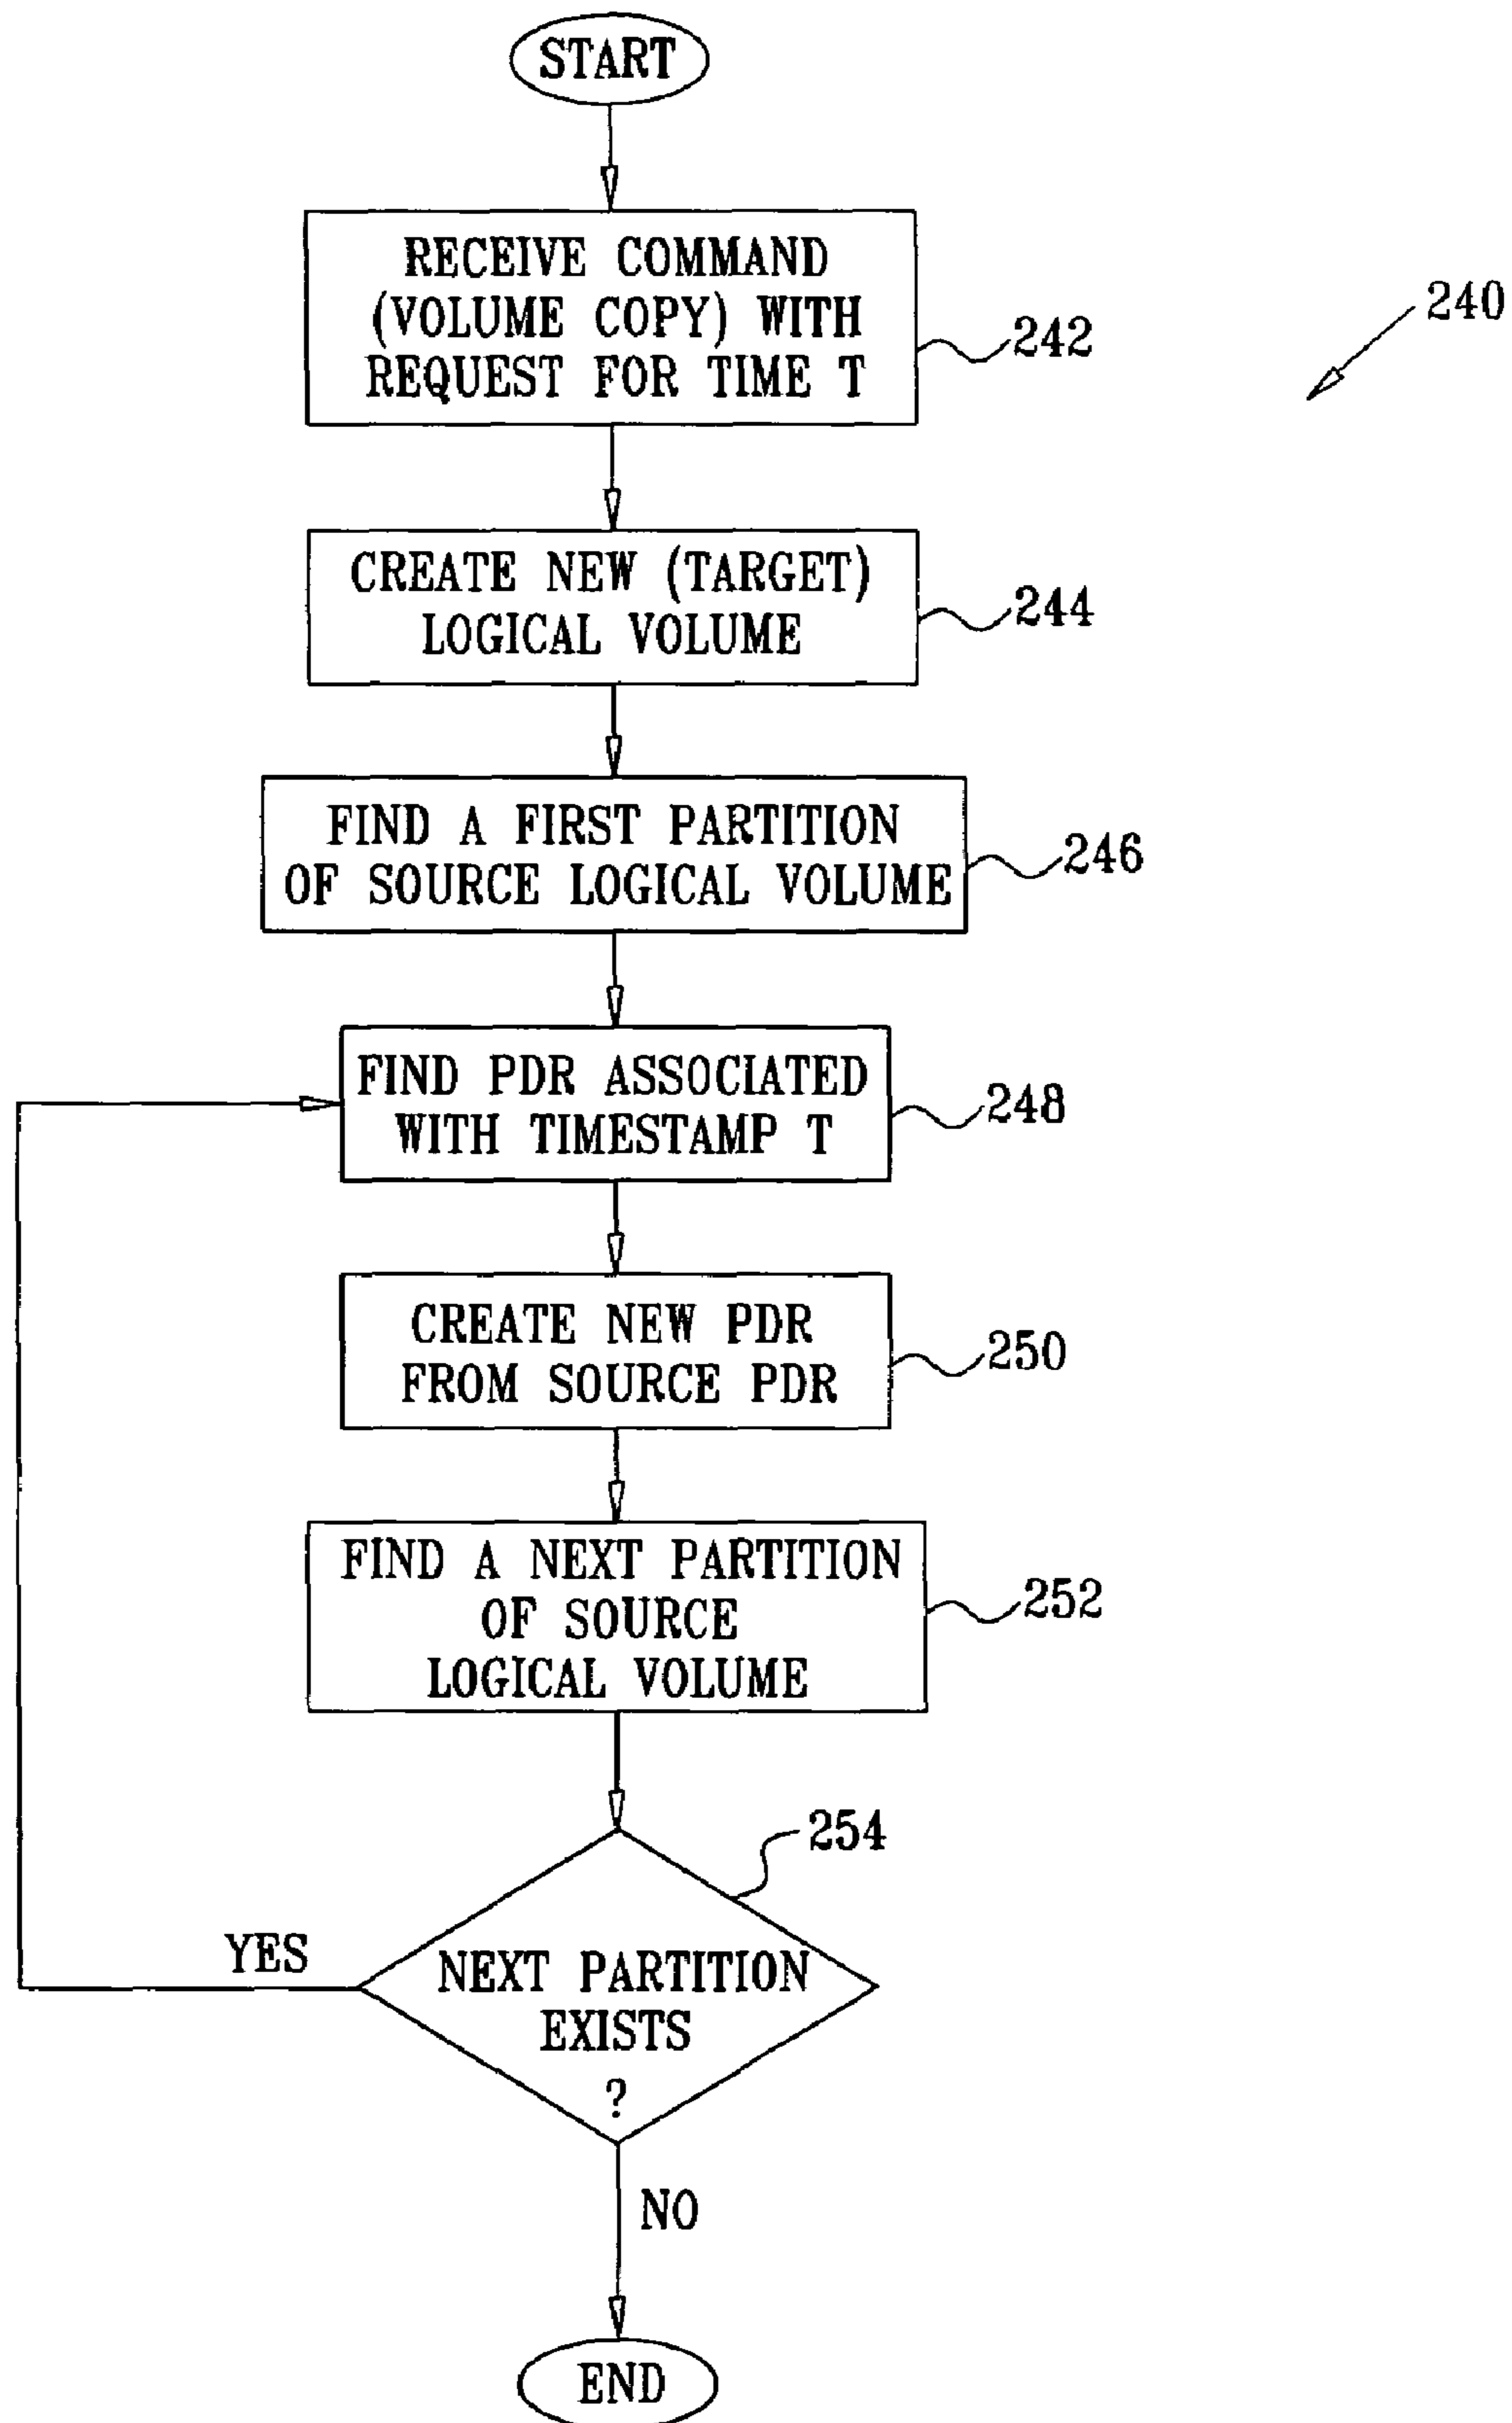 START
RECEIVE COMMAND
(VOLUME COPY) WITH
REQUEST FOR TIME T
242
240
CREATE NEW (TARGET)
LOGICAL VOLUME
244
FIND A FIRST PARTITION
OF SOURCE LOGICAL VOLUME
246
FIND PDR ASSOCIATED
WITH TIMESTAMP T
248
CREATE NEW PDR
FROM SOURCE PDR
250
FIND A NEXT PARTITION
OF SOURCE
LOGICAL VOLUME
252
254
YES
NEXT PARTITION
EXISTS
?
NO
END